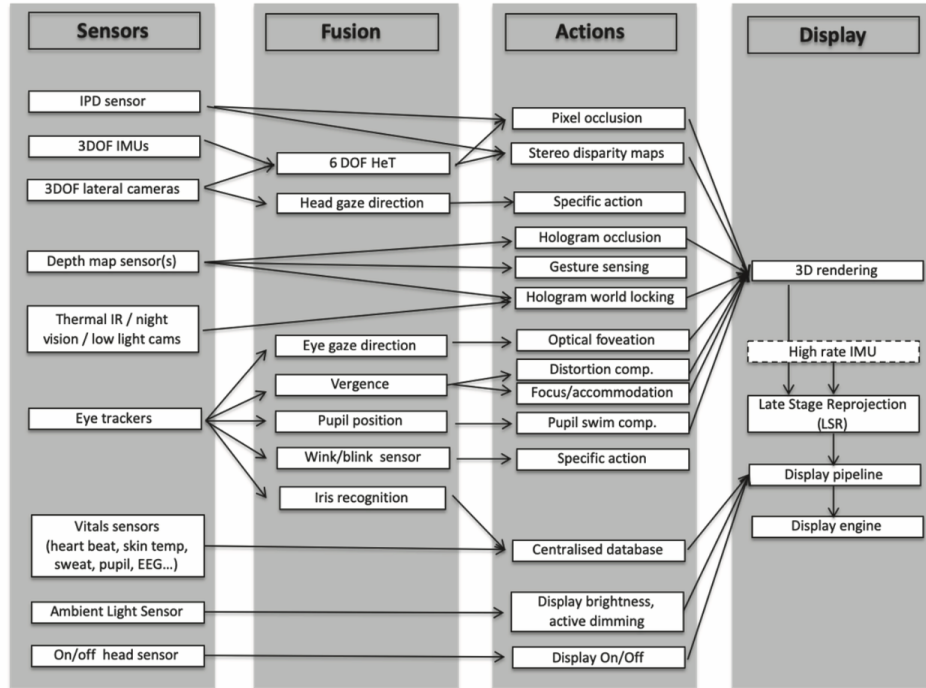 Sensors
Fusion
Actions
Display
IPD sensor
3DOF IMUs
3DOF lateral cameras
Depth map sensor(s)
Thermal IR / night
vision / low light cams
Eye trackers
Vitals sensors
(heart beat, skin temp,
sweat, pupil, EEG...)
Ambient Light Sensor
On/off head sensor
6 DOF HeT
Head gaze direction
Eye gaze direction
Vergence
Pupil position
Wink/blink sensor
Iris recognition
Pixel occlusion
Stereo disparity maps
Specific action
Hologram occlusion
Gesture sensing
Hologram world locking
Optical foveation
Distortion comp.
Focus/accommodation
Pupil swim comp.
Specific action
Centralised database
Display brightness,
active dimming
Display On/Off
3D rendering
High rate IMU
Late Stage Reprojection
(LSR)
Display pipeline
Display engine